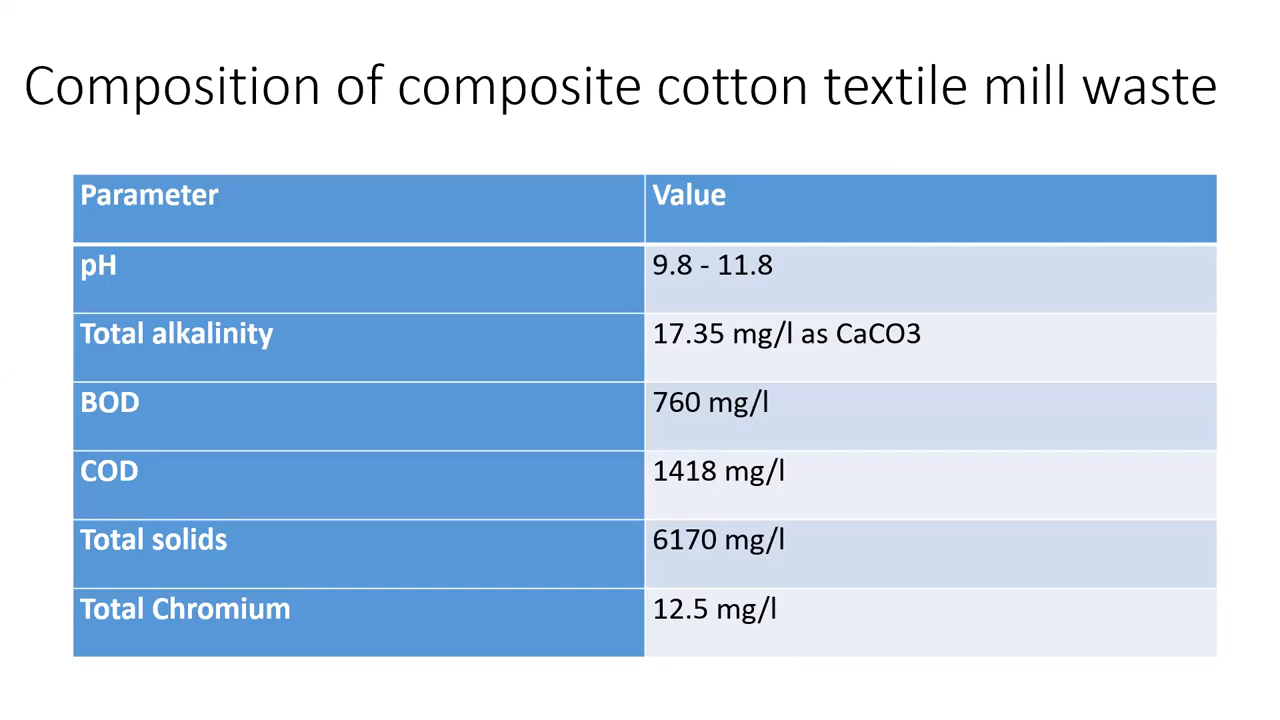 Composition of composite cotton textile mill waste
Parameter Value
pH 9.8 - 11.8
Total alkalinity 17.35 mg/l as CaCO3
BOD 760 mg/l
COD 1418 mg/l
Total solids 6170 mg/l
Total Chromium 12.5 mg/l